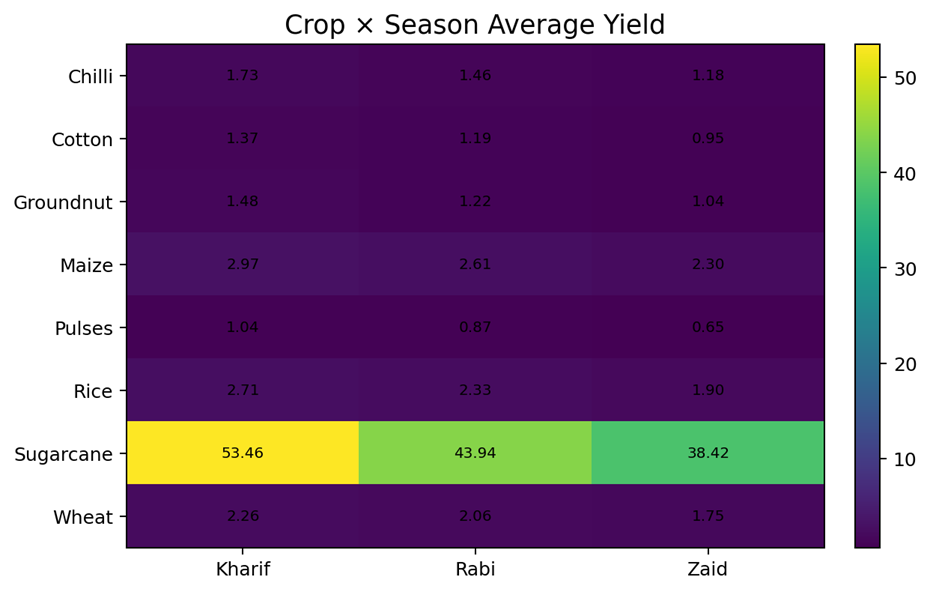 Crop × Season Average Yield
Chilli 1.73 1.46 1.18
Cotton 1.37 1.19 0.95
Groundnut 1.48 1.22 1.04
Maize 2.97 2.61 2.30
Pulses 1.04 0.87 0.65
Rice 2.71 2.33 1.90
Sugarcane 53.46 43.94 38.42
Wheat 2.26 2.06 1.75
Kharif Rabi Zaid
50
40
30
20
10